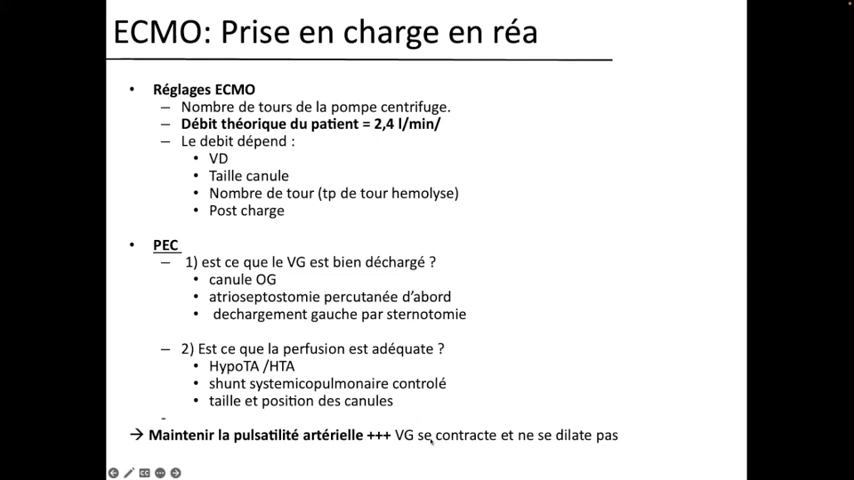 ECMO: Prise en charge en réa
• Réglages ECMO
– Nombre de tours de la pompe centrifuge.
– Débit théorique du patient = 2,4 l/min/
– Le debit dépend :
• VD
• Taille canule
• Nombre de tour (tp de tour hemolyse)
• Post charge
• PEC
– 1) est ce que le VG est bien déchargé ?
• canule OG
• atrioseptostomie percutanée d’abord
• dechargement gauche par sternotomie
– 2) Est ce que la perfusion est adéquate ?
• HypoTA /HTA
• shunt systemicopulmonaire controlé
• taille et position des canules
-
→ Maintenir la pulsatilité artérielle +++ VG se contracte et ne se dilate pas
CC